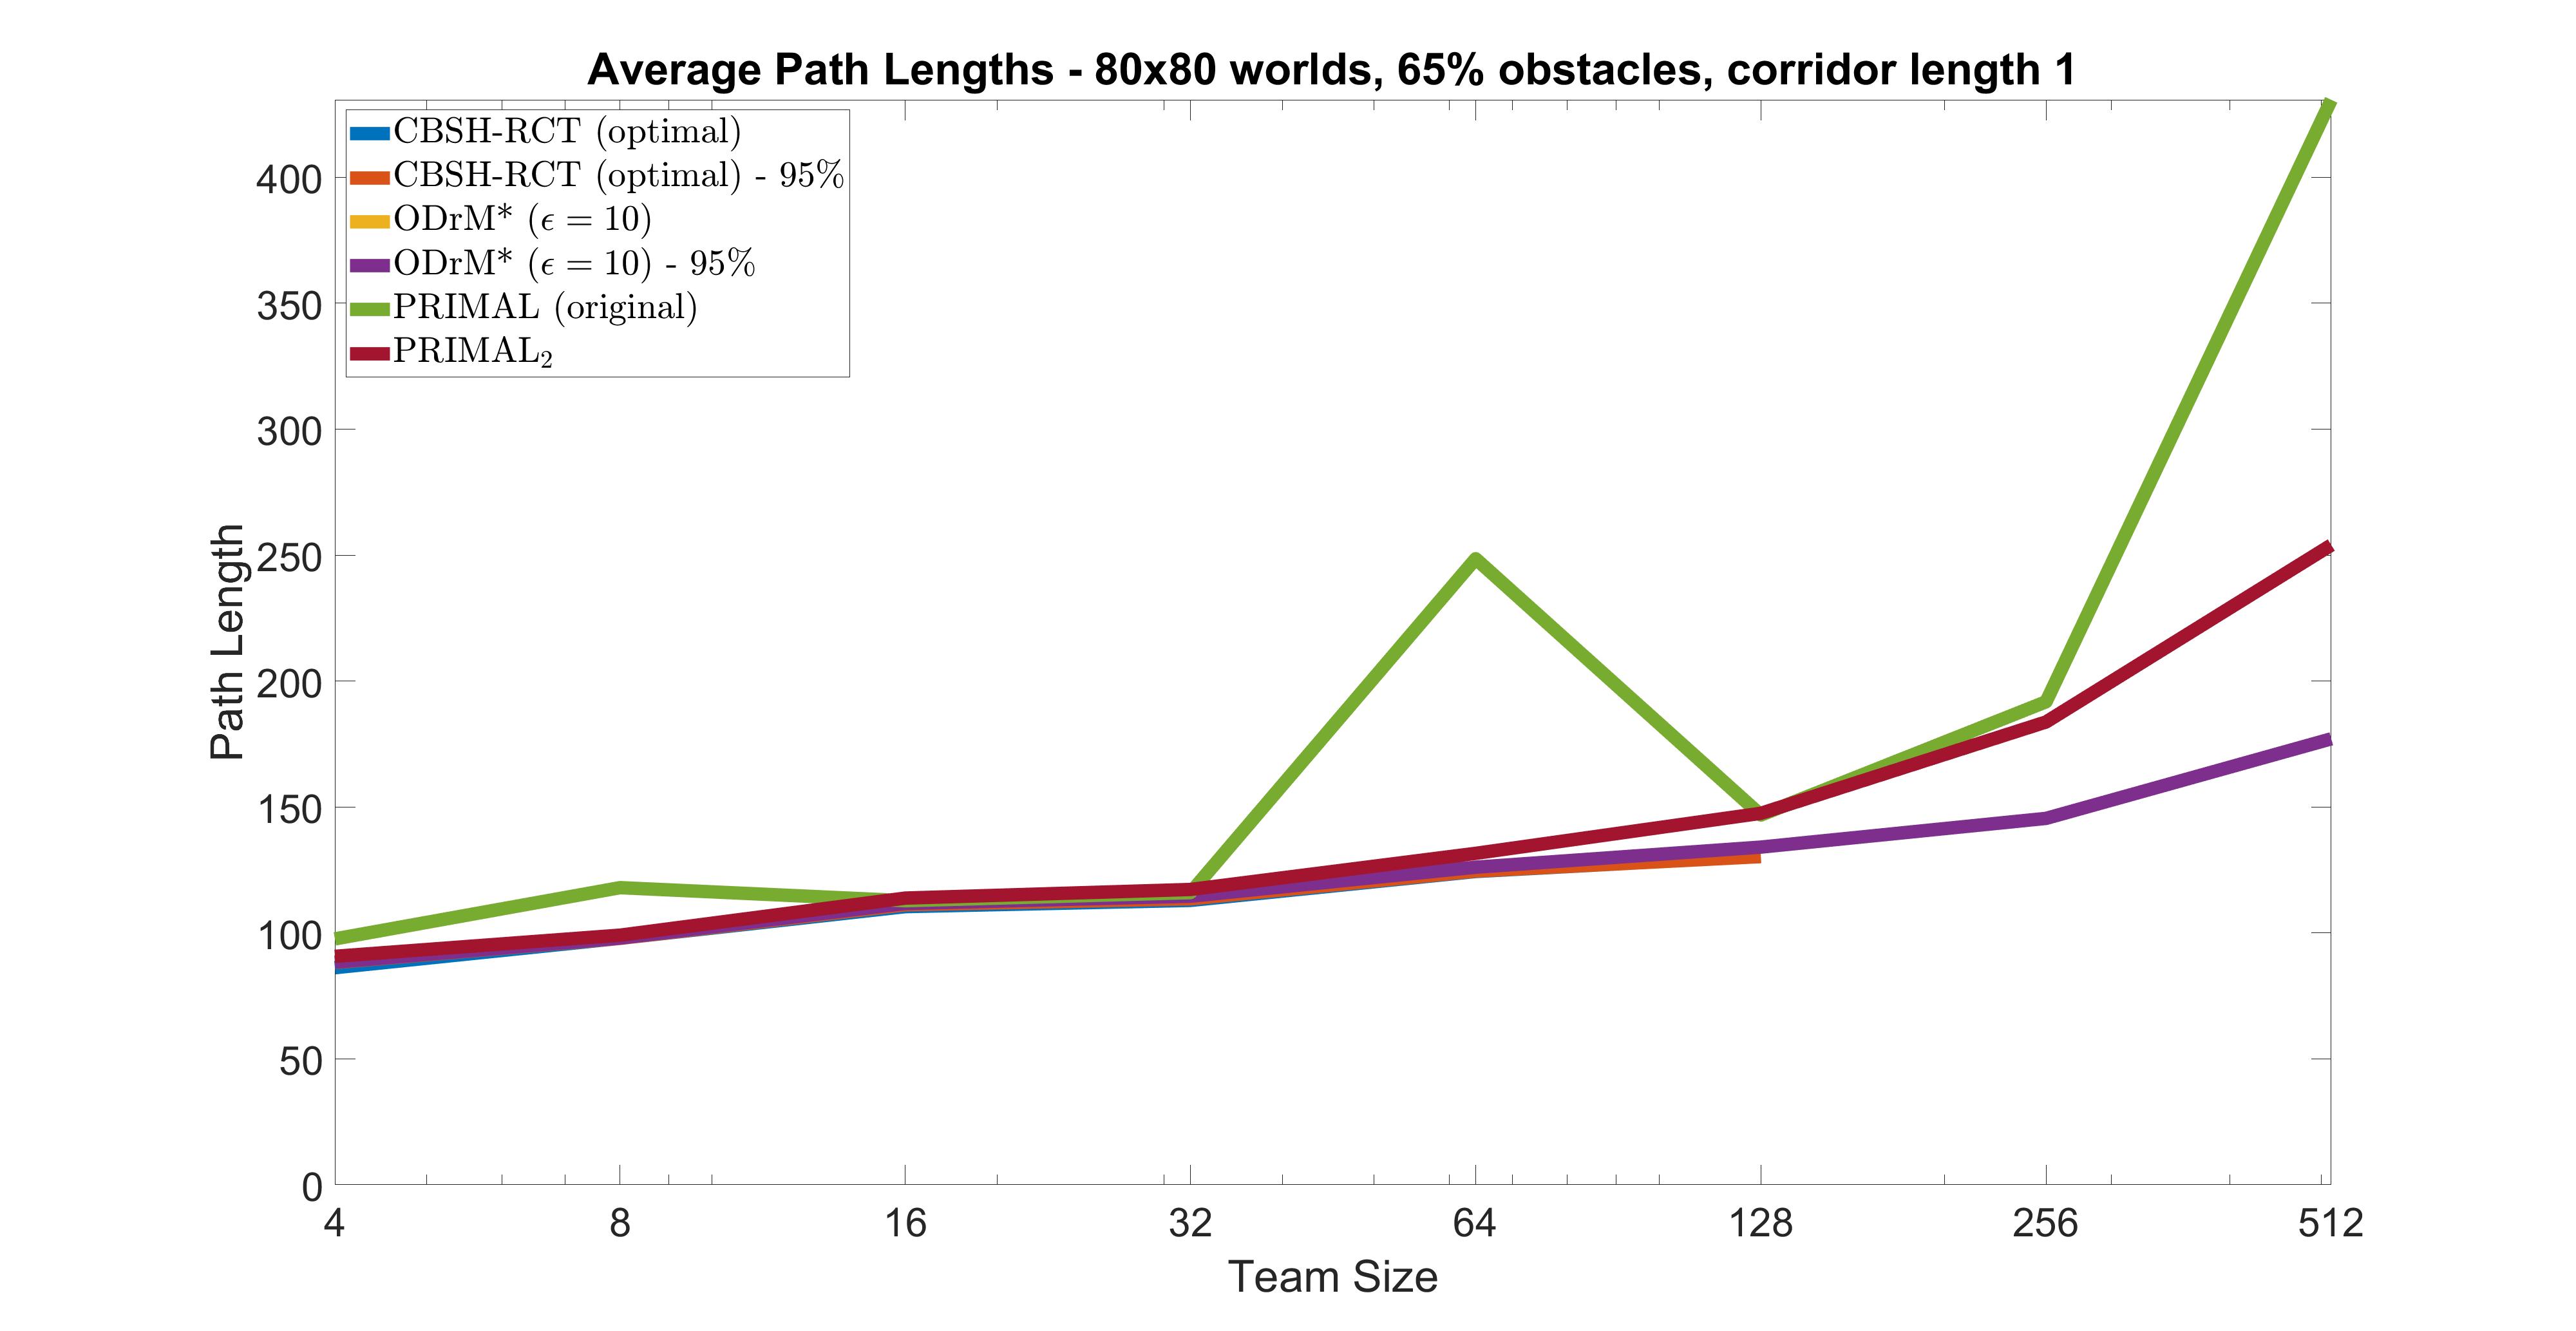 Average Path Lengths - 80x80 worlds, 65% obstacles, corridor length 1
CBSH-RCT (optimal)
CBSH-RCT (optimal) - 95%
ODrM* (ϵ = 10)
ODrM* (ϵ = 10) - 95%
PRIMAL (original)
PRIMAL₂
400
350
300
250
200
150
100
50
0
Path Length
4 8 16 32 64 128 256 512
Team Size